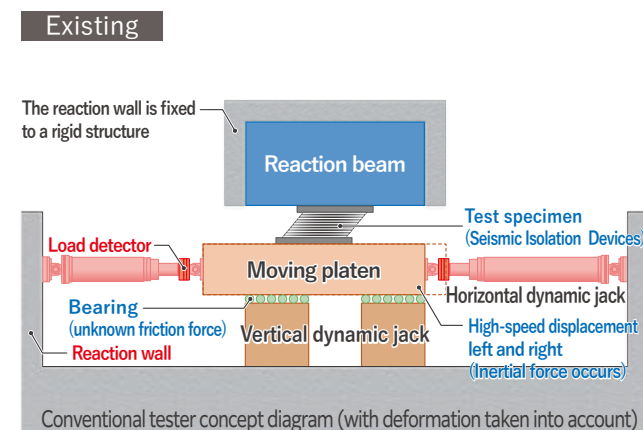 Existing
The reaction wall is fixed
to a rigid structure
Reaction beam
Test specimen
(Seismic Isolation Devices)
Load detector
Moving platen
Horizontal dynamic jack
Bearing
(unknown friction force)
Vertical dynamic jack
High-speed displacement
left and right
(Inertial force occurs)
Reaction wall
Conventional tester concept diagram (with deformation taken into account)